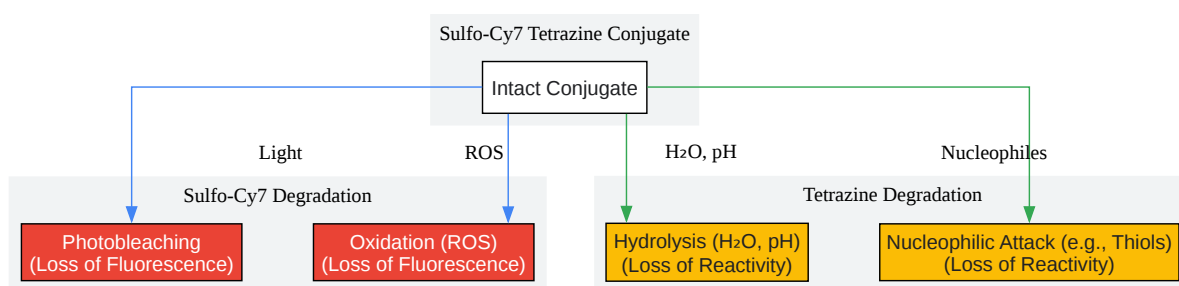 Sulfo-Cy7 Tetrazine Conjugate
Intact Conjugate
Light
ROS
H₂O, pH
Nucleophiles
Sulfo-Cy7 Degradation
Tetrazine Degradation
Photobleaching
(Loss of Fluorescence)
Oxidation (ROS)
(Loss of Fluorescence)
Hydrolysis (H₂O, pH)
(Loss of Reactivity)
Nucleophilic Attack (e.g., Thiols)
(Loss of Reactivity)